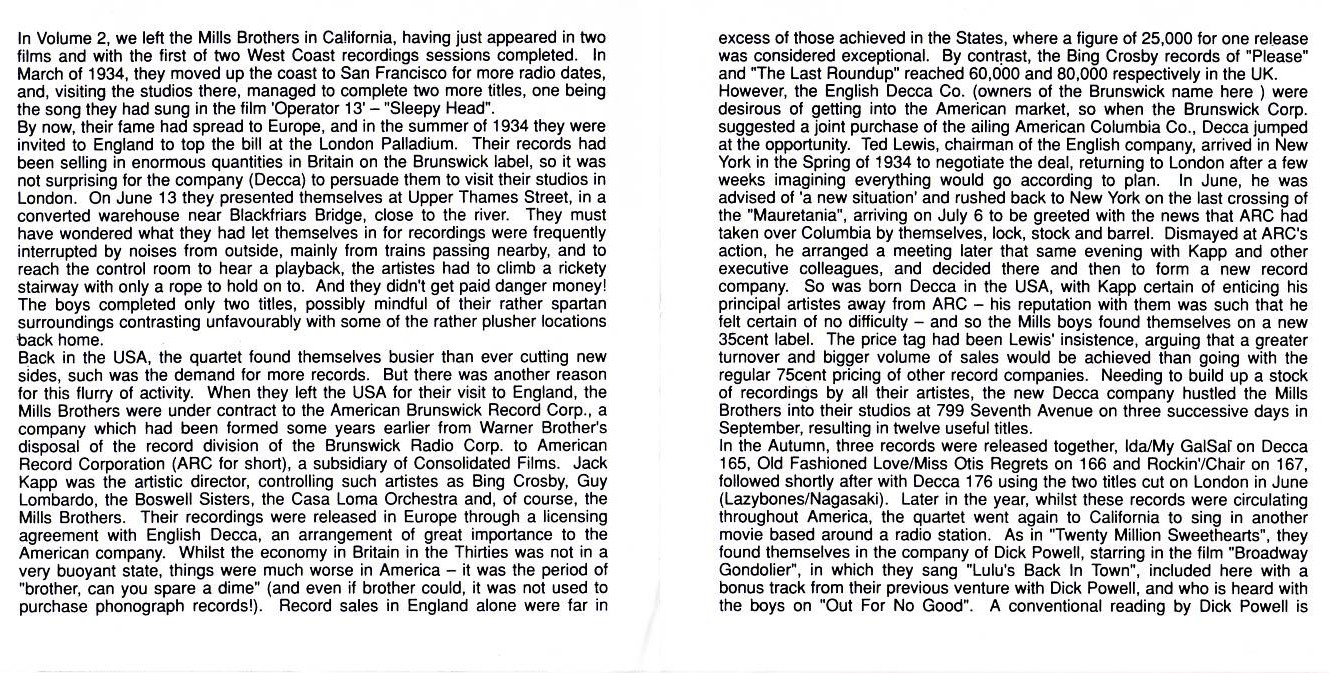 In Volume 2, we left the Mills Brothers in California, having just appeared in two
films and with the first of two West Coast recordings sessions completed. In
March of 1934, they moved up the coast to San Francisco for more radio dates,
and, visiting the studios there, managed to complete two more titles, one being
the song they had sung in the film 'Operator 13' – "Sleepy Head".
By now, their fame had spread to Europe, and in the summer of 1934 they were
invited to England to top the bill at the London Palladium. Their records had
been selling in enormous quantities in Britain on the Brunswick label, so it was
not surprising for the company (Decca) to persuade them to visit their studios in
London. On June 13 they presented themselves at Upper Thames Street, in a
converted warehouse near Blackfriars Bridge, close to the river. They must
have wondered what they had let themselves in for recordings were frequently
interrupted by noises from outside, mainly from trains passing nearby, and to
reach the control room to hear a playback, the artistes had to climb a rickety
stairway with only a rope to hold on to. And they didn't get paid danger money!
The boys completed only two titles, possibly mindful of their rather spartan
surroundings contrasting unfavourably with some of the rather plusher locations
back home.
Back in the USA, the quartet found themselves busier than ever cutting new
sides, such was the demand for more records. But there was another reason
for this flurry of activity. When they left the USA for their visit to England, the
Mills Brothers were under contract to the American Brunswick Record Corp., a
company which had been formed some years earlier from Warner Brother's
disposal of the record division of the Brunswick Radio Corp. to American
Record Corporation (ARC for short), a subsidiary of Consolidated Films. Jack
Kapp was the artistic director, controlling such artistes as Bing Crosby, Guy
Lombardo, the Boswell Sisters, the Casa Loma Orchestra and, of course, the
Mills Brothers. Their recordings were released in Europe through a licensing
agreement with English Decca, an arrangement of great importance to the
American company. Whilst the economy in Britain in the Thirties was not in a
very buoyant state, things were much worse in America – it was the period of
"brother, can you spare a dime" (and even if brother could, it was not used to
purchase phonograph records!). Record sales in England alone were far in
excess of those achieved in the States, where a figure of 25,000 for one release
was considered exceptional. By contrast, the Bing Crosby records of "Please"
and "The Last Roundup" reached 60,000 and 80,000 respectively in the UK.
However, the English Decca Co. (owners of the Brunswick name here ) were
desirous of getting into the American market, so when the Brunswick Corp.
suggested a joint purchase of the ailing American Columbia Co., Decca jumped
at the opportunity. Ted Lewis, chairman of the English company, arrived in New
York in the Spring of 1934 to negotiate the deal, returning to London after a few
weeks imagining everything would go according to plan. In June, he was
advised of 'a new situation' and rushed back to New York on the last crossing of
the "Mauretania", arriving on July 6 to be greeted with the news that ARC had
taken over Columbia by themselves, lock, stock and barrel. Dismayed at ARC's
action, he arranged a meeting later that same evening with Kapp and other
executive colleagues, and decided there and then to form a new record
company. So was born Decca in the USA, with Kapp certain of enticing his
principal artistes away from ARC – his reputation with them was such that he
felt certain of no difficulty – and so the Mills boys found themselves on a new
35cent label. The price tag had been Lewis' insistence, arguing that a greater
turnover and bigger volume of sales would be achieved than going with the
regular 75cent pricing of other record companies. Needing to build up a stock
of recordings by all their artistes, the new Decca company hustled the Mills
Brothers into their studios at 799 Seventh Avenue on three successive days in
September, resulting in twelve useful titles.
In the Autumn, three records were released together, Ida/My GalSal on Decca
165, Old Fashioned Love/Miss Otis Regrets on 166 and Rockin'/Chair on 167,
followed shortly after with Decca 176 using the two titles cut on London in June
(Lazybones/Nagasaki). Later in the year, whilst these records were circulating
throughout America, the quartet went again to California to sing in another
movie based around a radio station. As in "Twenty Million Sweethearts", they
found themselves in the company of Dick Powell, starring in the film "Broadway
Gondolier", in which they sang "Lulu's Back In Town", included here with a
bonus track from their previous venture with Dick Powell, and who is heard with
the boys on "Out For No Good". A conventional reading by Dick Powell is